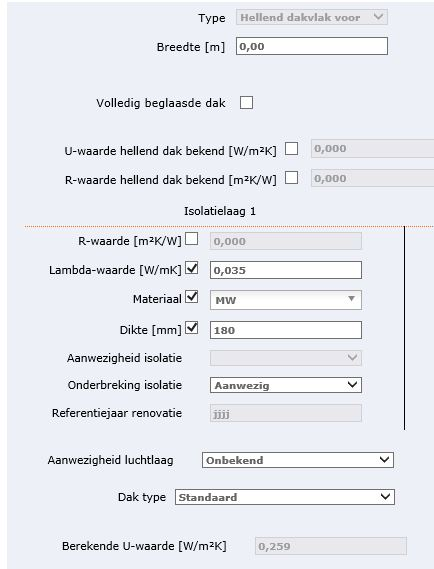 Type Hellend dakvlak voor
Breedte [m] 0,00
Volledig beglaasde dak
U-waarde hellend dak bekend [W/m²K] 0,000
R-waarde hellend dak bekend [m²K/W] 0,000
Isolatielaag 1
R-waarde [m²K/W] 0,000
Lambda-waarde [W/mK] 0,035
Materiaal MW
Dikte [mm] 180
Aanwezigheid isolatie
Onderbreking isolatie Aanwezig
Referentiejaar renovatie jjjj
Aanwezigheid luchtlaag Onbekend
Dak type Standaard
Berekende U-waarde [W/m²K] 0,259